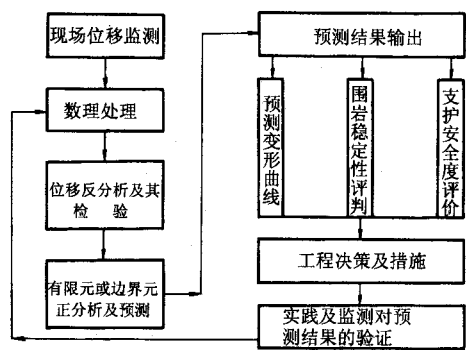 现场位移监测
数理处理
位移反分析及其
检 验
有限元或边界元
正分析及预测
预测结果输出
预测变形曲线
围岩稳定性评判
支护安全度评价
工程决策及措施
实践及监测对预
测结果的验证